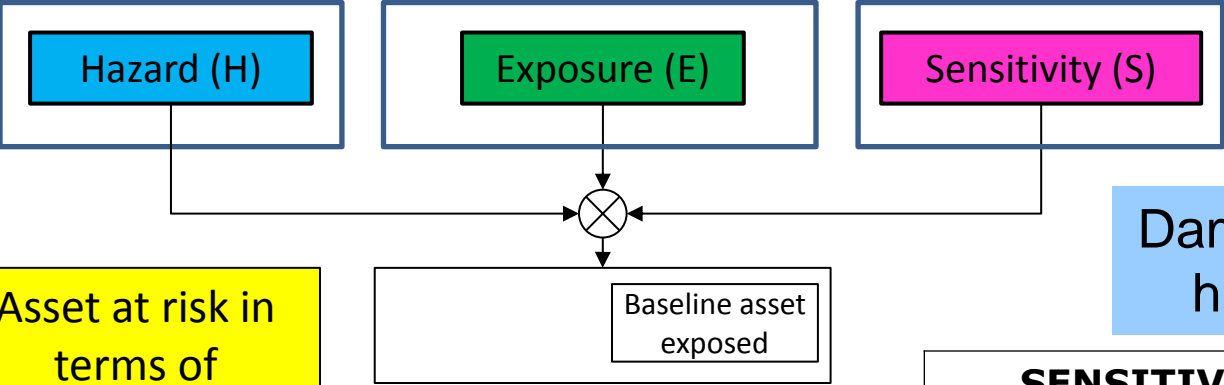 Hazard (H)
Exposure (E)
Sensitivity (S)
Asset at risk in
terms of
Baseline asset
exposed